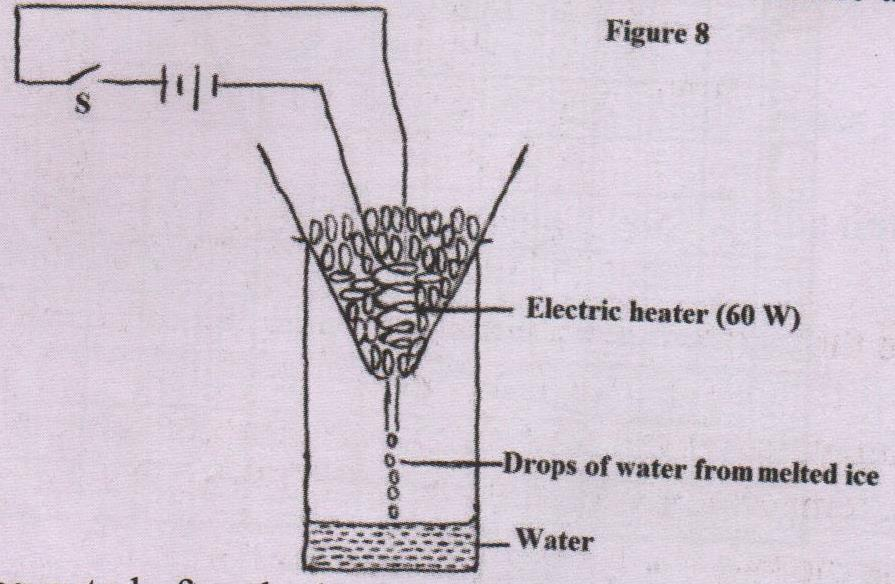 Figure 8
S
Electric heater (60 W)
Drops of water from melted ice
Water